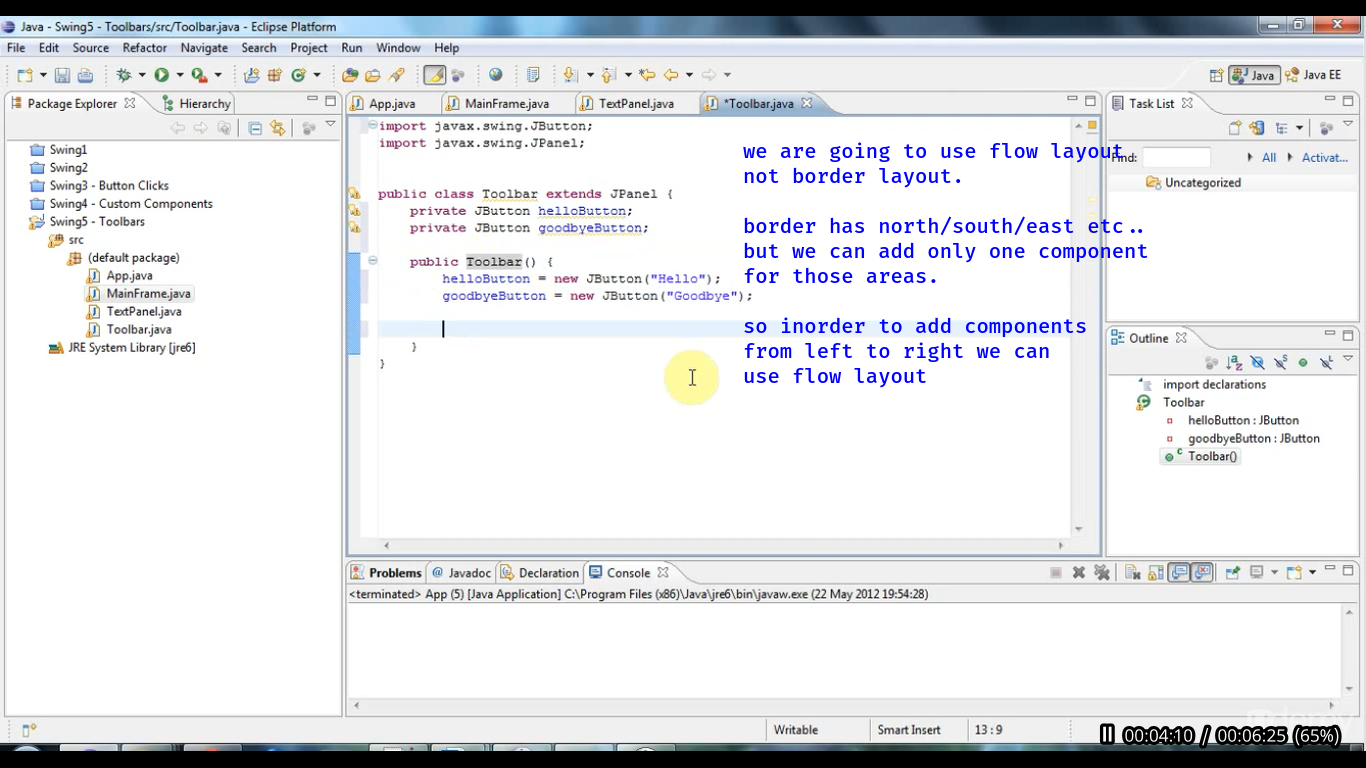 Java - Swing5 - Toolbars/src/Toolbar.java - Eclipse Platform
File Edit Source Refactor Navigate Search Project Run Window Help
Java Java EE
Package Explorer Hierarchy
App.java MainFrame.java TextPanel.java *Toolbar.java
Task List
Find: All Activat...
Uncategorized
Swing1
Swing2
Swing3 - Button Clicks
Swing4 - Custom Components
Swing5 - Toolbars
src
(default package)
App.java
MainFrame.java
TextPanel.java
Toolbar.java
JRE System Library [jre6]
import javax.swing.JButton;
import javax.swing.JPanel;
public class Toolbar extends JPanel {
private JButton helloButton;
private JButton goodbyeButton;
public Toolbar() {
helloButton = new JButton("Hello");
goodbyeButton = new JButton("Goodbye");
}
}
we are going to use flow layout
not border layout.
border has north/south/east etc..
but we can add only one component
for those areas.
so inorder to add components
from left to right we can
use flow layout
Outline
import declarations
Toolbar
helloButton : JButton
goodbyeButton : JButton
Toolbar()
Problems Javadoc Declaration Console
<terminated> App (5) [Java Application] C:\Program Files (x86)\Java\jre6\bin\javaw.exe (22 May 2012 19:54:28)
Writable Smart Insert 13 : 9
00:04:10 / 00:06:25 (65%)